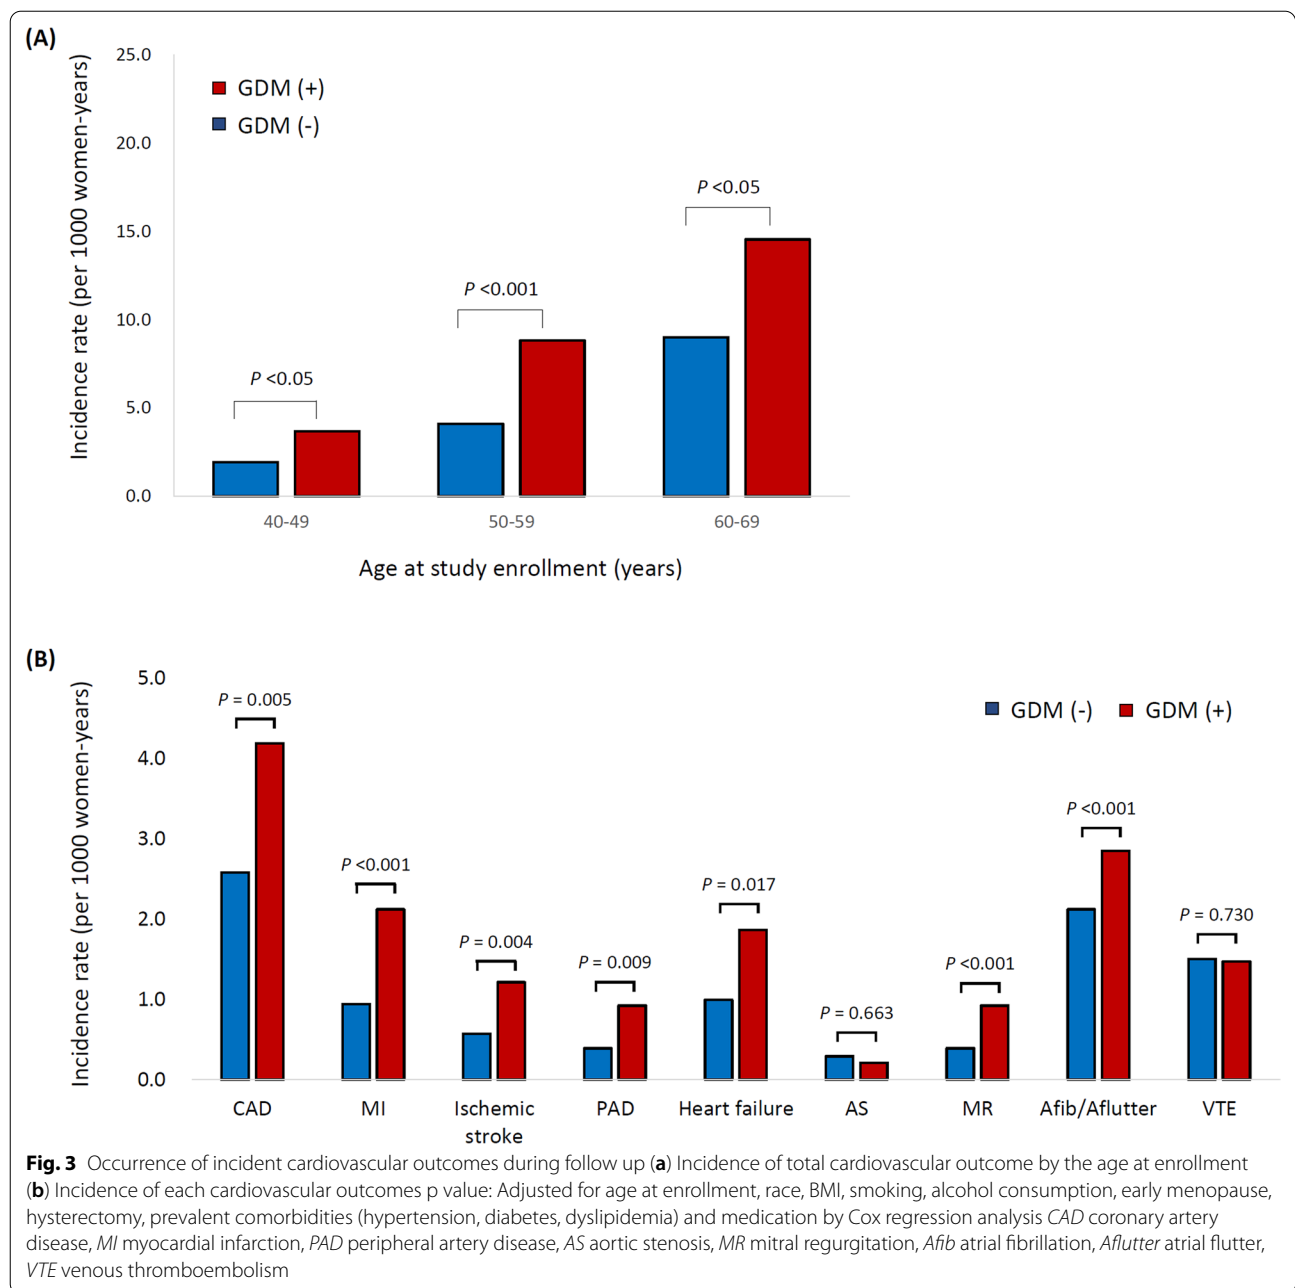 (A)
Incidence rate (per 1000 women-years)
25.0
20.0
15.0
10.0
5.0
0.0
GDM (+)
GDM (-)
P <0.05
P <0.001
P <0.05
40-49 50-59 60-69
Age at study enrollment (years)
(B)
Incidence rate (per 1000 women-years)
5.0
4.0
3.0
2.0
1.0
0.0
GDM (-) GDM (+)
P = 0.005
P <0.001
P = 0.004
P = 0.009
P = 0.017
P = 0.663
P <0.001
P <0.001
P = 0.730
CAD MI Ischemic PAD Heart failure AS MR Afib/Aflutter VTE
stroke
Fig. 3 Occurrence of incident cardiovascular outcomes during follow up (a) Incidence of total cardiovascular outcome by the age at enrollment
(b) Incidence of each cardiovascular outcomes p value: Adjusted for age at enrollment, race, BMI, smoking, alcohol consumption, early menopause,
hysterectomy, prevalent comorbidities (hypertension, diabetes, dyslipidemia) and medication by Cox regression analysis CAD coronary artery
disease, MI myocardial infarction, PAD peripheral artery disease, AS aortic stenosis, MR mitral regurgitation, Afib atrial fibrillation, Aflutter atrial flutter,
VTE venous thromboembolism